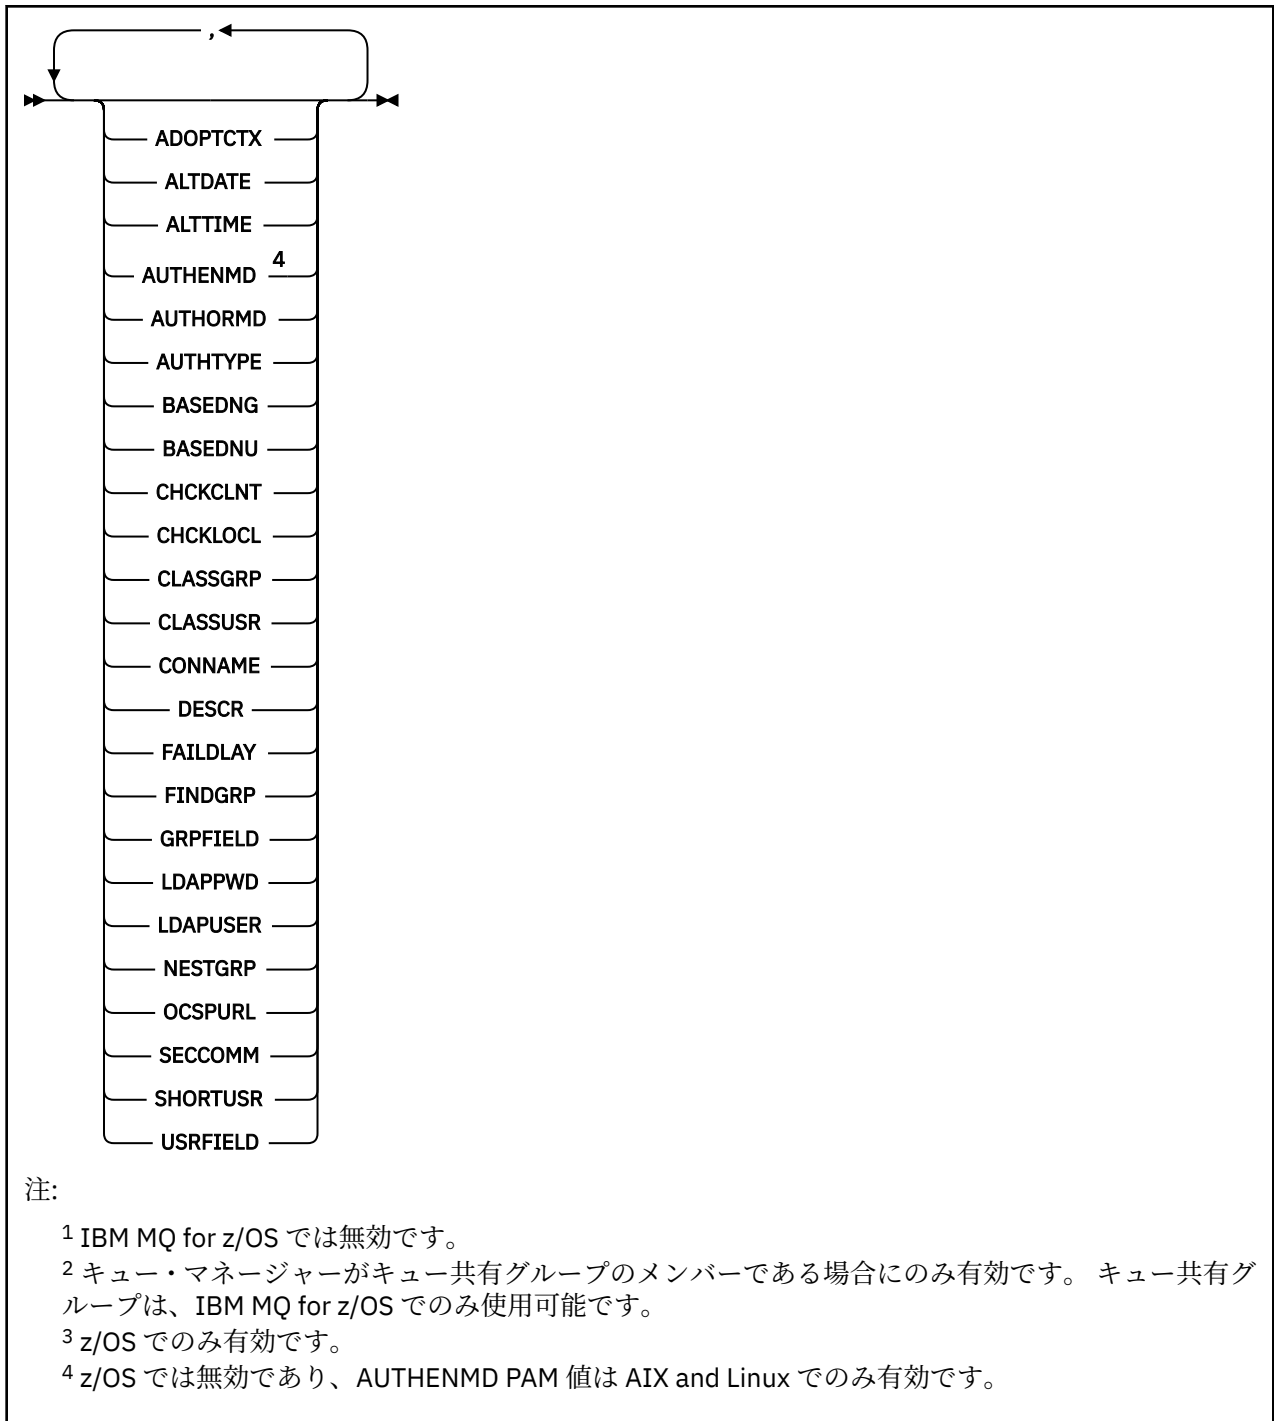 ,
ADOPTCTX
ALTDATE
ALTTIME
AUTHENMD 4
AUTHORMD
AUTHTYPE
BASEDNG
BASEDNU
CHCKCLNT
CHCKLOCL
CLASSGRP
CLASSUSR
CONNAME
DESCR
FAILDLAY
FINDGRP
GRPFIELD
LDAPPWD
LDAPUSER
NESTGRP
OCSPURL
SECCOMM
SHORTUSR
USRFIELD
注:
1 IBM MQ for z/OS では無効です。
2 キュー・マネージャーがキュー共有グループのメンバーである場合にのみ有効です。 キュー共有グ
ループは、IBM MQ for z/OS でのみ使用可能です。
3 z/OS でのみ有効です。
4 z/OS では無効であり、AUTHENMD PAM 値は AIX and Linux でのみ有効です。